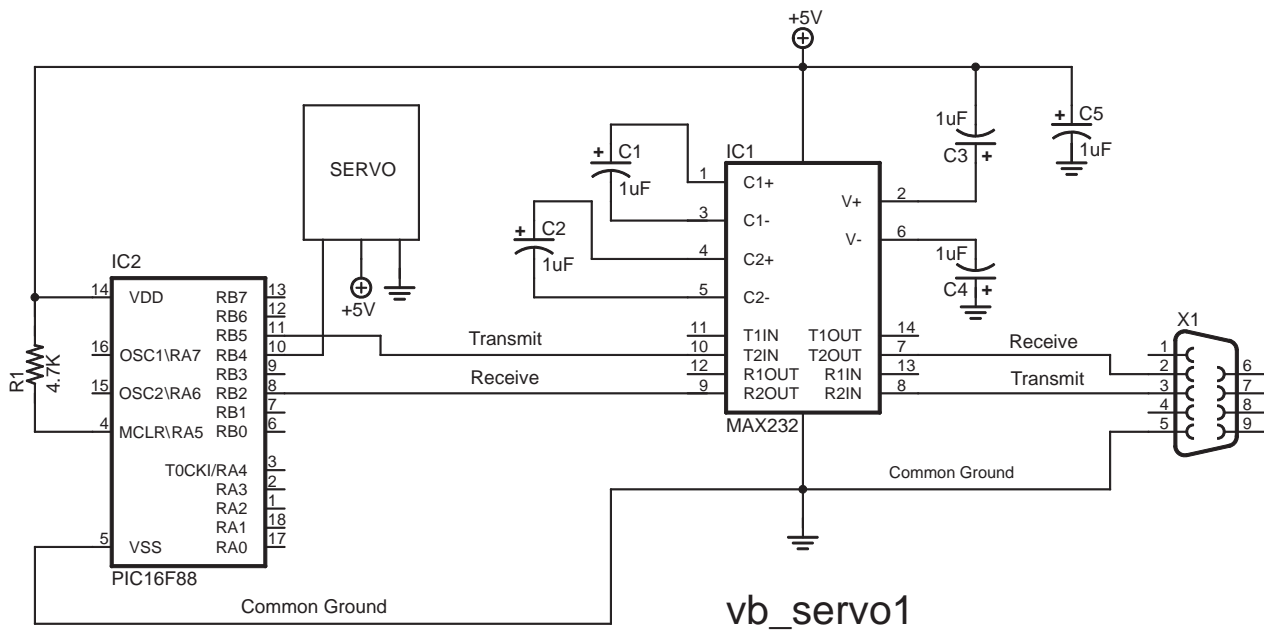 +5V
SERVO
+5V
+ C1
1uF
+ C2
1uF
IC1
1 C1+
3 C1-
4 C2+
5 C2-
11 T1IN
10 T2IN
12 R1OUT
9 R2OUT
V+ 2
V- 6
T1OUT 14
T2OUT 7
R1IN 13
R2IN 8
MAX232
1uF
C3 +
+ C5
1uF
1uF
C4 +
IC2
14 VDD
16 OSC1\RA7
15 OSC2\RA6
4 MCLR\RA5
5 VSS
RB7 13
RB6 12
RB5 11
RB4 10
RB3 9
RB2 8
RB1 7
RB0 6
T0CKI/RA4 3
RA3 2
RA2 1
RA1 18
RA0 17
PIC16F88
R1
4.7K
Transmit
Receive
Receive
Transmit
X1
1
2
3
4
5
6
7
8
9
Common Ground
Common Ground
vb_servo1